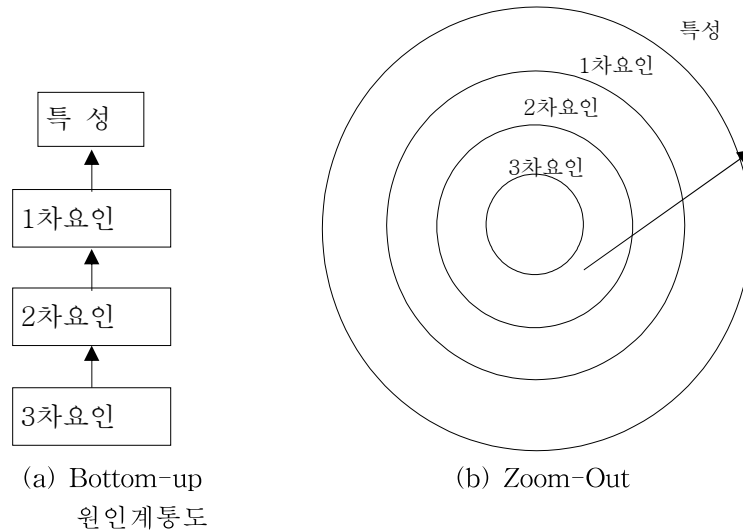 특 성
1차요인
2차요인
3차요인
(a) Bottom-up
원인계통도
특성
1차요인
2차요인
3차요인
(b) Zoom-Out